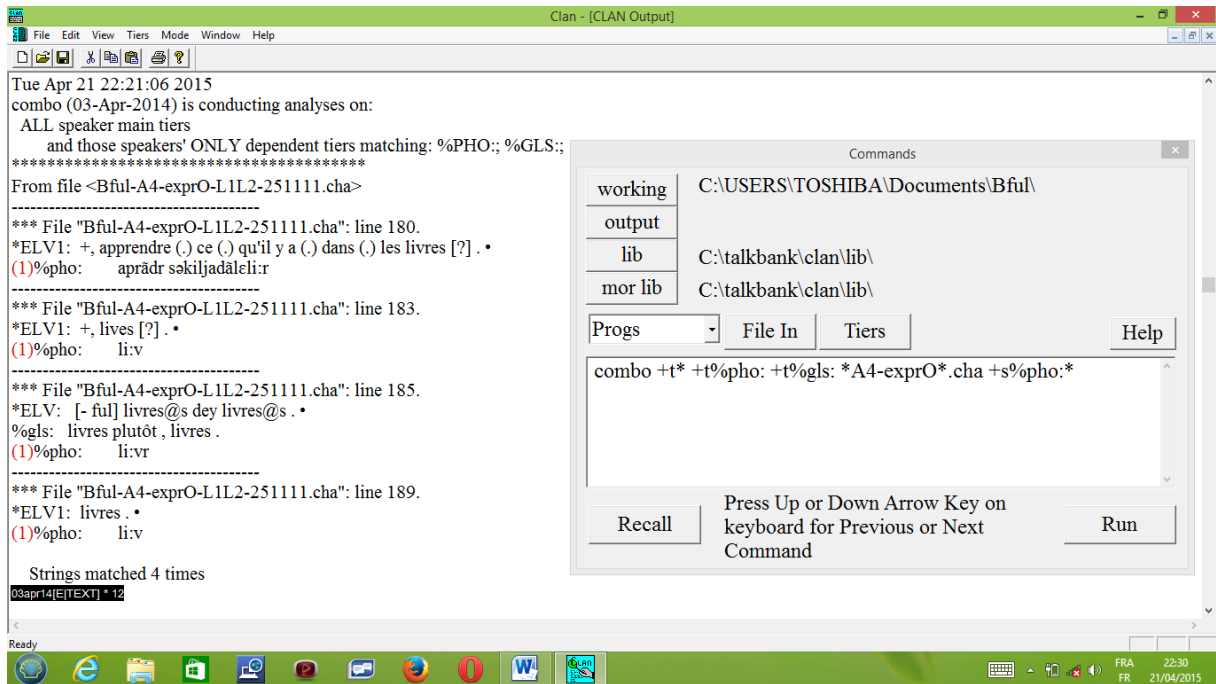 CLAN
Clan - [CLAN Output]
File Edit View Tiers Mode Window Help
Tue Apr 21 22:21:06 2015
combo (03-Apr-2014) is conducting analyses on:
ALL speaker main tiers
and those speakers' ONLY dependent tiers matching: %PHO:; %GLS:;
****************************************
From file <Bful-A4-exprO-L1L2-251111.cha>
----------------------------------------
*** File "Bful-A4-exprO-L1L2-251111.cha": line 180.
*ELV1: +, apprendre (.) ce (.) qu'il y a (.) dans (.) les livres [?] . •
(1)%pho: aprãdr səkiljadãlɛli:r
----------------------------------------
*** File "Bful-A4-exprO-L1L2-251111.cha": line 183.
*ELV1: +, lives [?] . •
(1)%pho: li:v
----------------------------------------
*** File "Bful-A4-exprO-L1L2-251111.cha": line 185.
*ELV: [- ful] livres@s dey livres@s . •
%gls: livres plutôt , livres .
(1)%pho: li:vr
----------------------------------------
*** File "Bful-A4-exprO-L1L2-251111.cha": line 189.
*ELV1: livres . •
(1)%pho: li:v
Strings matched 4 times
03apr14[E|TEXT] * 12
Commands
working C:\USERS\TOSHIBA\Documents\Bful\
output
lib C:\talkbank\clan\lib\
mor lib C:\talkbank\clan\lib\
Progs File In Tiers Help
combo +t* +t%pho: +t%gls: *A4-exprO*.cha +s%pho:*
Recall
Press Up or Down Arrow Key on
keyboard for Previous or Next
Command
Run
Ready
CLAN
FRA 22:30
FR 21/04/2015